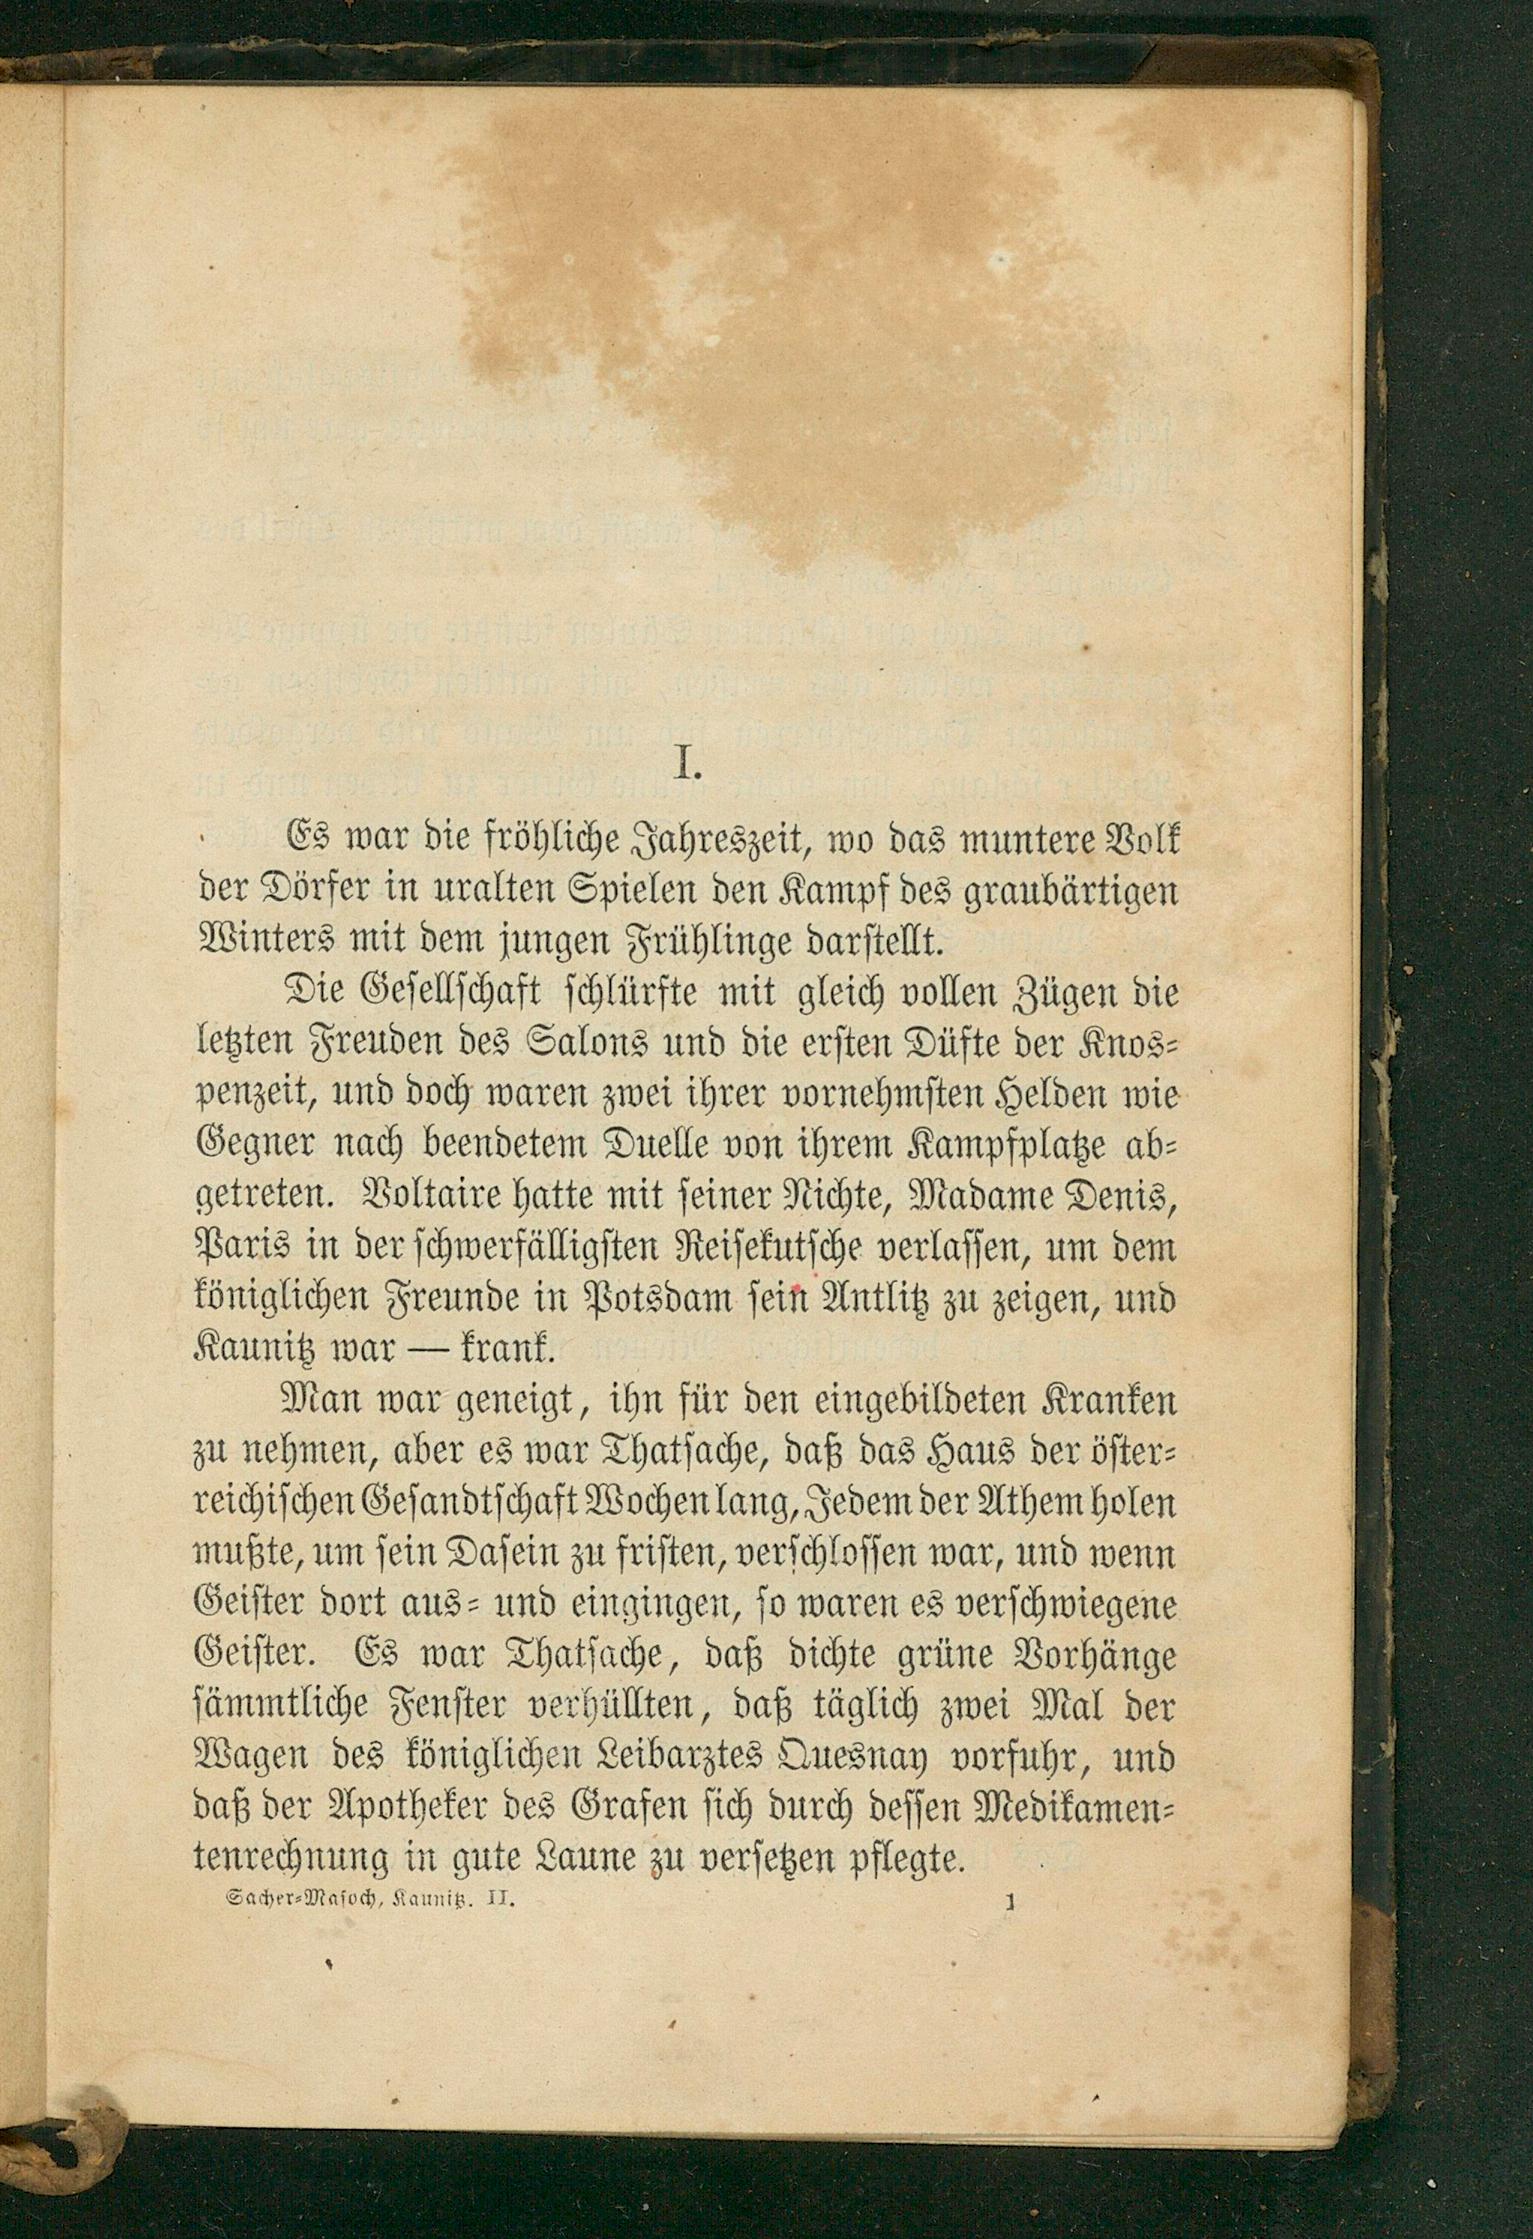 I.
Es war die fröhliche Jahreszeit, wo das muntere Volk
der Dörfer in uralten Spielen den Kampf des graubärtigen
Winters mit dem jungen Frühlinge darstellt.
Die Gesellschaft schlürfte mit gleich vollen Zügen die
letzten Freuden des Salons und die ersten Düfte der Knos-
penzeit, und doch waren zwei ihrer vornehmsten Helden wie
Gegner nach beendetem Duelle von ihrem Kampfplatze ab-
getreten. Voltaire hatte mit seiner Nichte, Madame Denis,
Paris in der schwerfälligsten Reisekutsche verlassen, um dem
königlichen Freunde in Potsdam sein Antlitz zu zeigen, und
Kaunitz war — krank.
Man war geneigt, ihn für den eingebildeten Kranken
zu nehmen, aber es war Thatsache, daß das Haus der öster-
reichischen Gesandtschaft Wochen lang, Jedem der Athem holen
mußte, um sein Dasein zu fristen, verschlossen war, und wenn
Geister dort aus- und eingingen, so waren es verschwiegene
Geister. Es war Thatsache, daß dichte grüne Vorhänge
sämmtliche Fenster verhüllten, daß täglich zwei Mal der
Wagen des königlichen Leibarztes Quesnay vorfuhr, und
daß der Apotheker des Grafen sich durch dessen Medikamen-
tenrechnung in gute Laune zu versetzen pflegte.
Sacher-Masoch, Kaunitz. II. 1